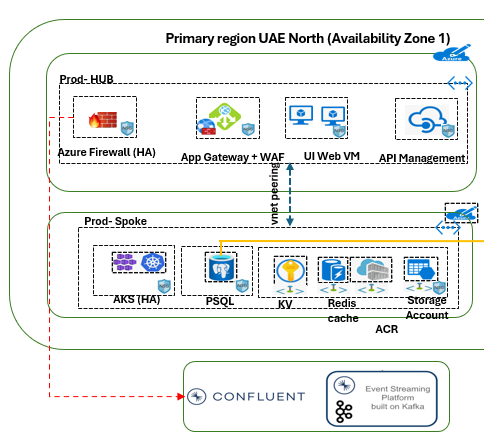 Primary region UAE North (Availability Zone 1)
Azure
Prod- HUB
Azure Firewall (HA)
App Gateway + WAF
UI Web VM
API Management
vnet peering
Prod- Spoke
Azure
AKS (HA)
PSQL
KV
Redis
cache
ACR
Storage
Account
CONFLUENT
Event Streaming
Platform
built on Kafka